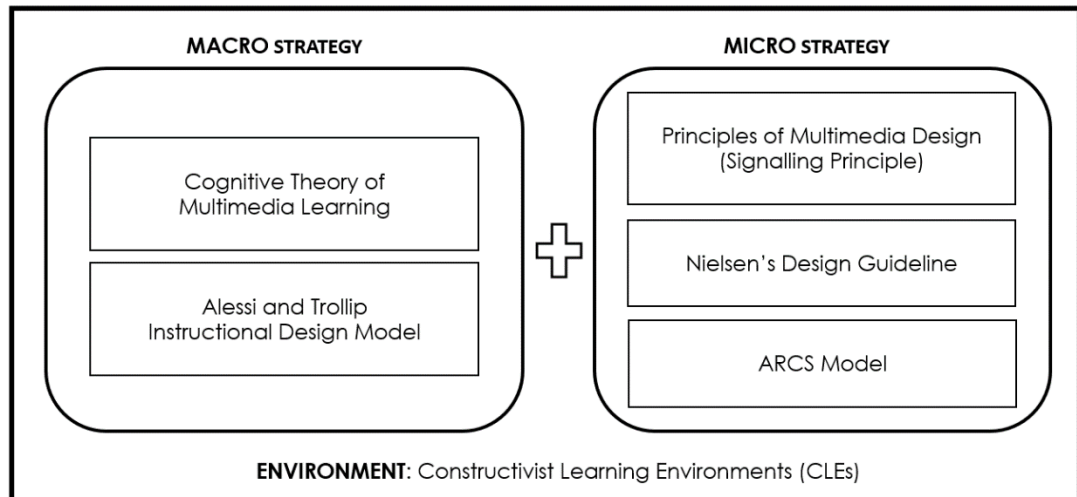 MACRO STRATEGY
Cognitive Theory of
Multimedia Learning
Alessi and Trollip
Instructional Design Model
MICRO STRATEGY
Principles of Multimedia Design
(Signalling Principle)
Nielsen’s Design Guideline
ARCS Model
ENVIRONMENT: Constructivist Learning Environments (CLEs)